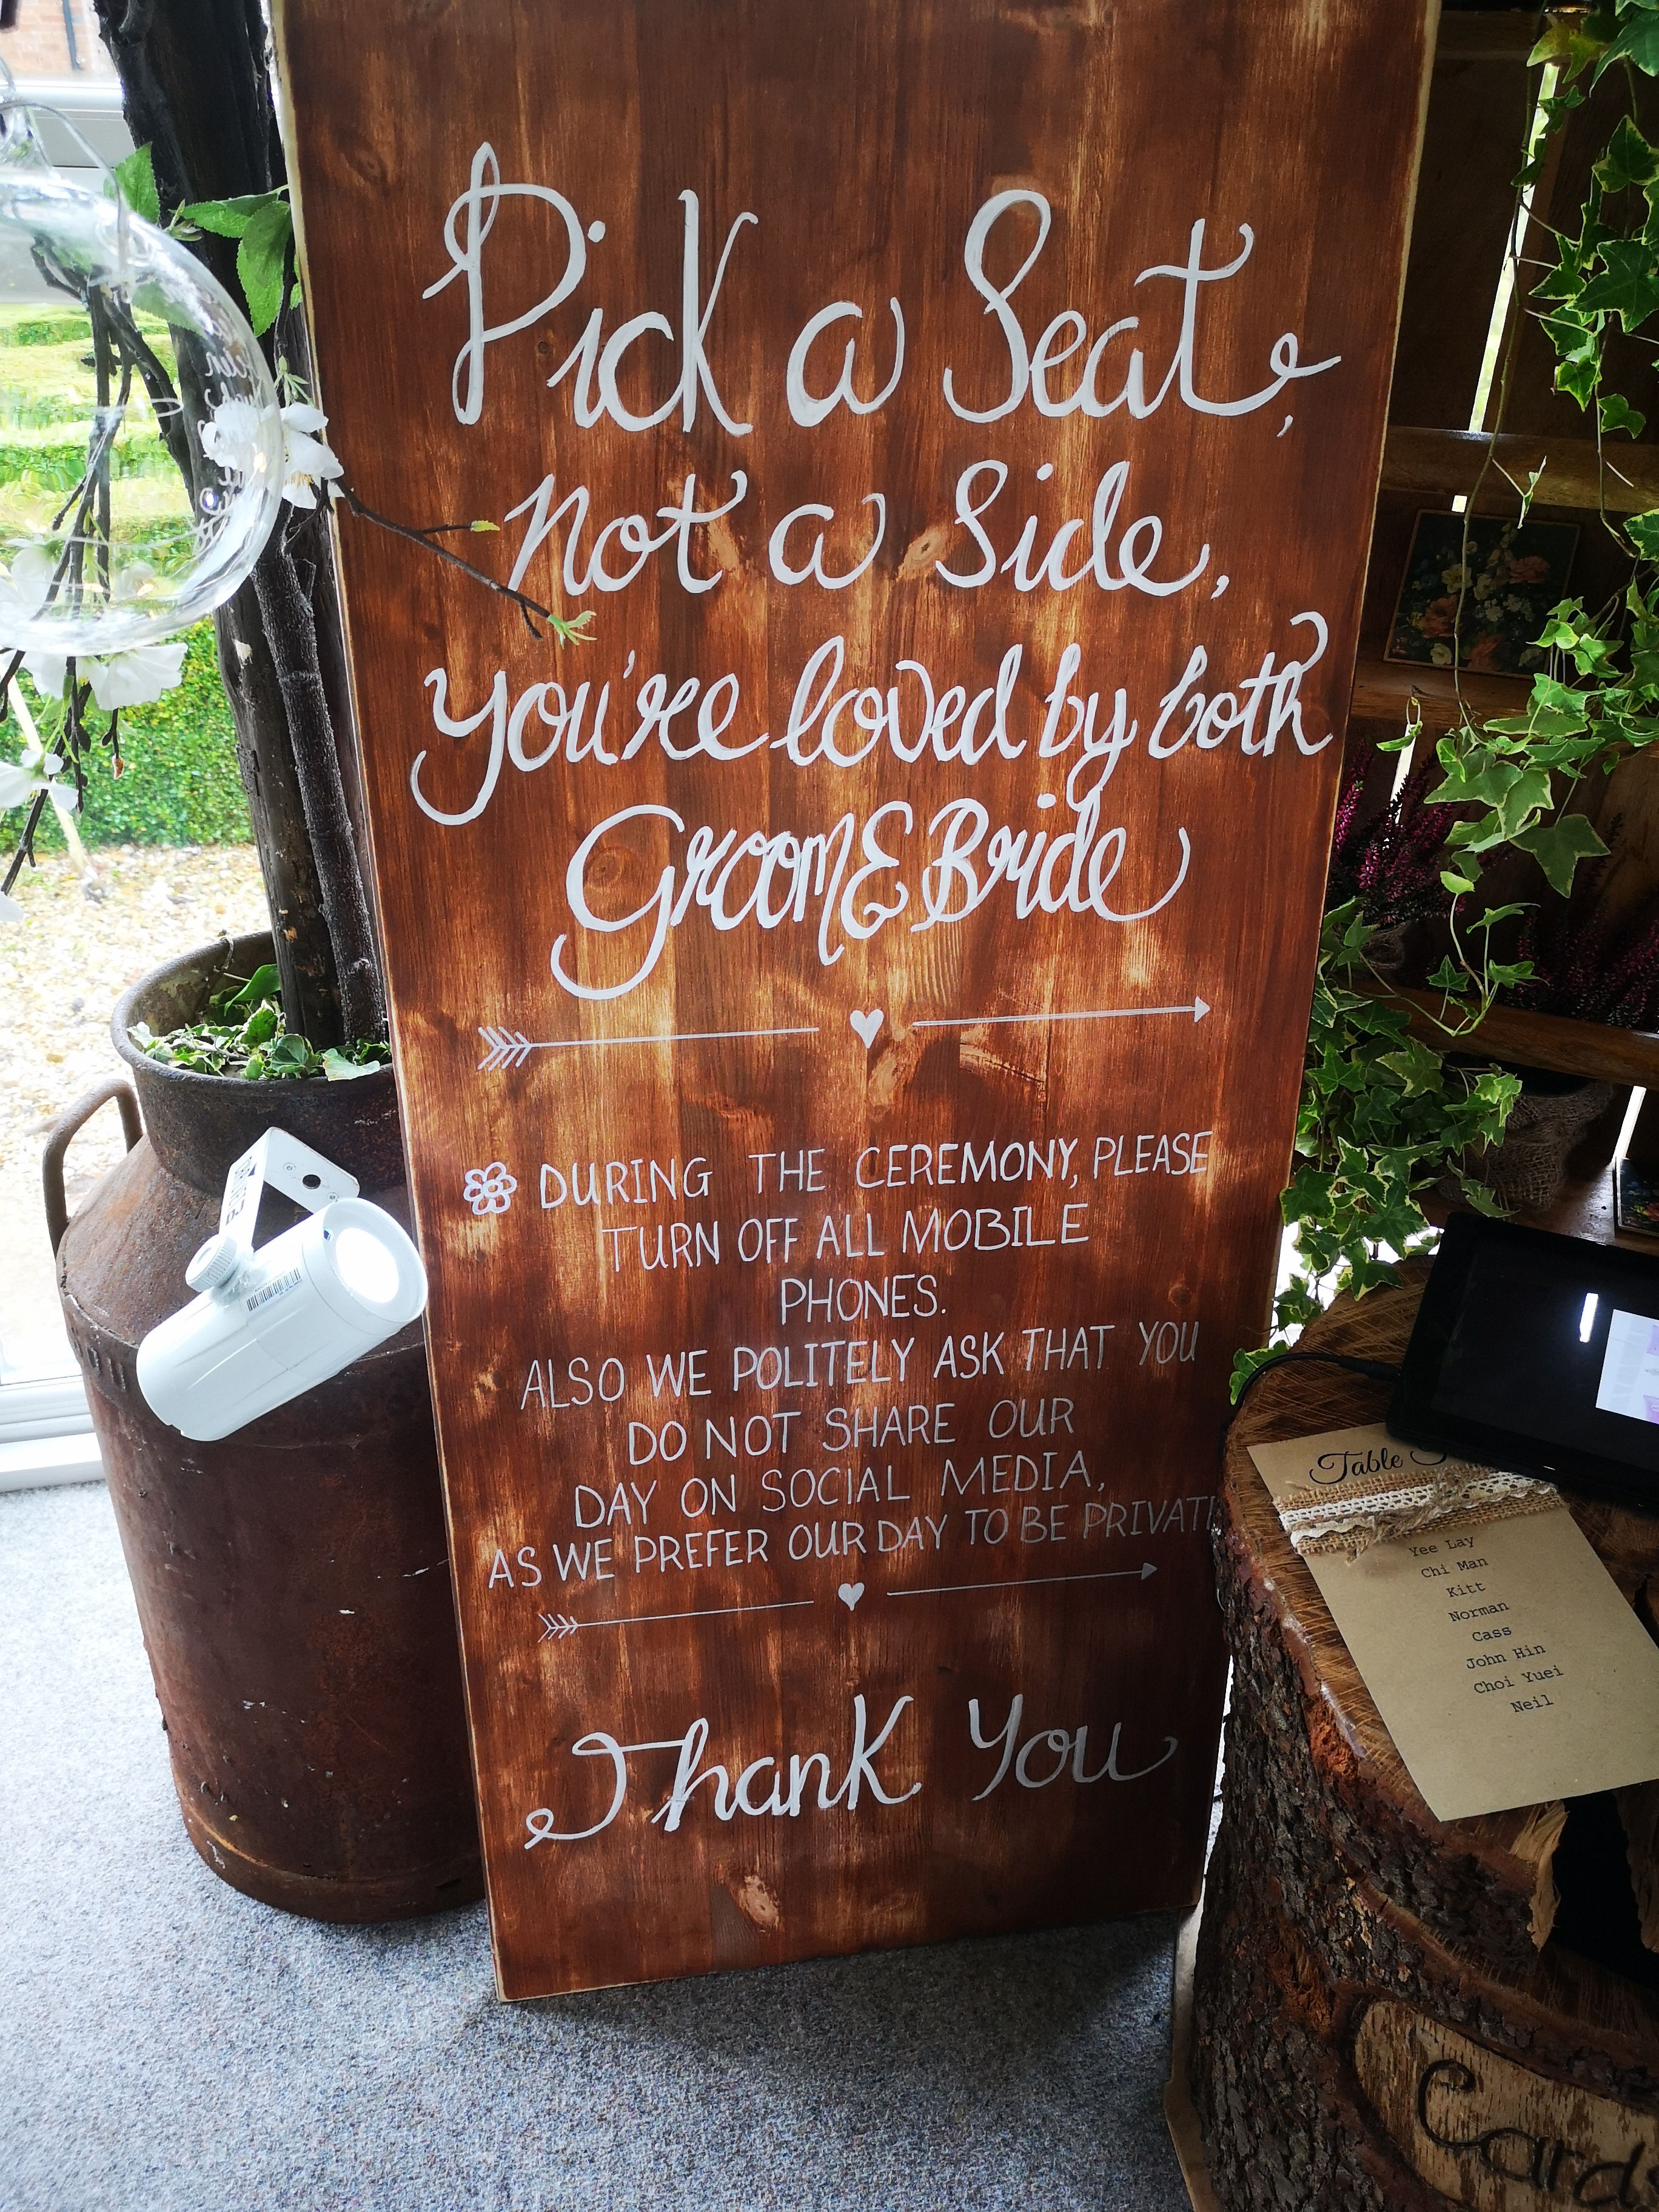 Pick a Seat,
not a Side,
you're loved by both
Groom & Bride
DURING THE CEREMONY, PLEASE
TURN OFF ALL MOBILE
PHONES.
ALSO WE POLITELY ASK THAT YOU
DO NOT SHARE OUR
DAY ON SOCIAL MEDIA,
AS WE PREFER OUR DAY TO BE PRIVATE
Thank You
Table
Yee Lay
Chi Man
Kitt
Norman
Cass
John Hin
Choi Yuei
Neil
Cards